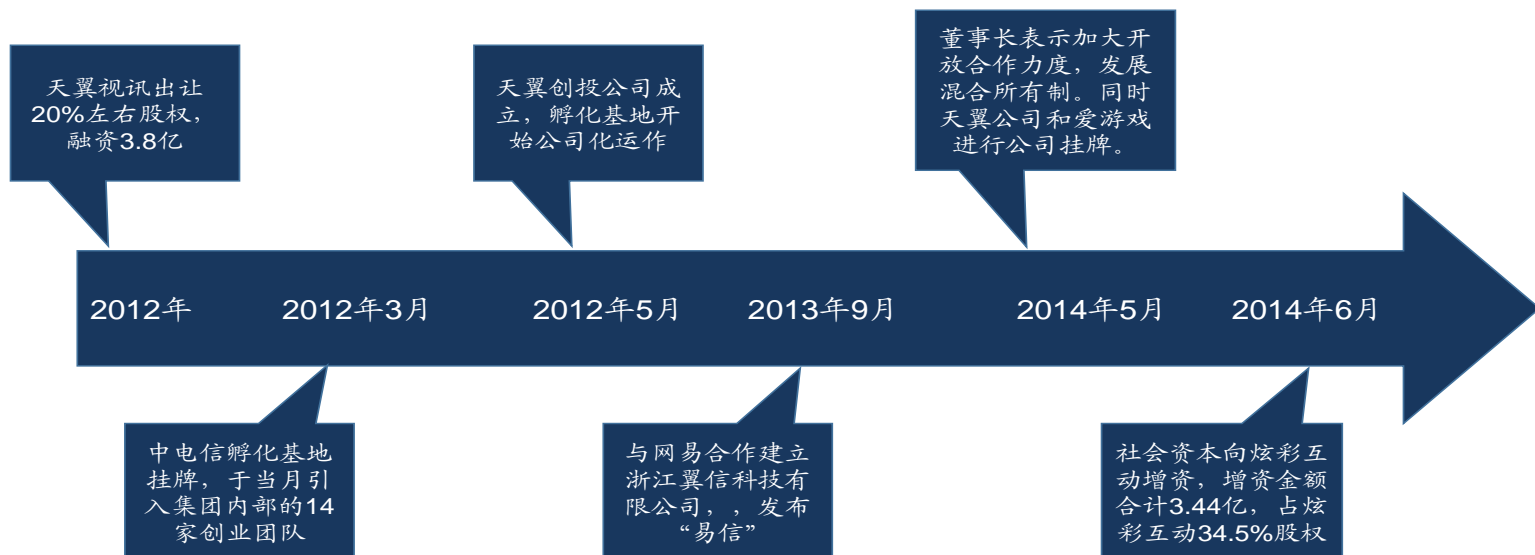 天翼视讯出让
20%左右股权，
融资3.8亿
天翼创投公司成
立，孵化基地开
始公司化运作
董事长表示加大开
放合作力度，发展
混合所有制。同时
天翼公司和爱游戏
进行公司挂牌。
2012年
2012年3月
2012年5月
2013年9月
2014年5月
2014年6月
中电信孵化基地
挂牌，于当月引
入集团内部的14
家创业团队
与网易合作建立
浙江翼信科技有
限公司，，发布
“易信”
社会资本向炫彩互
动增资，增资金额
合计3.44亿，占炫
彩互动34.5%股权